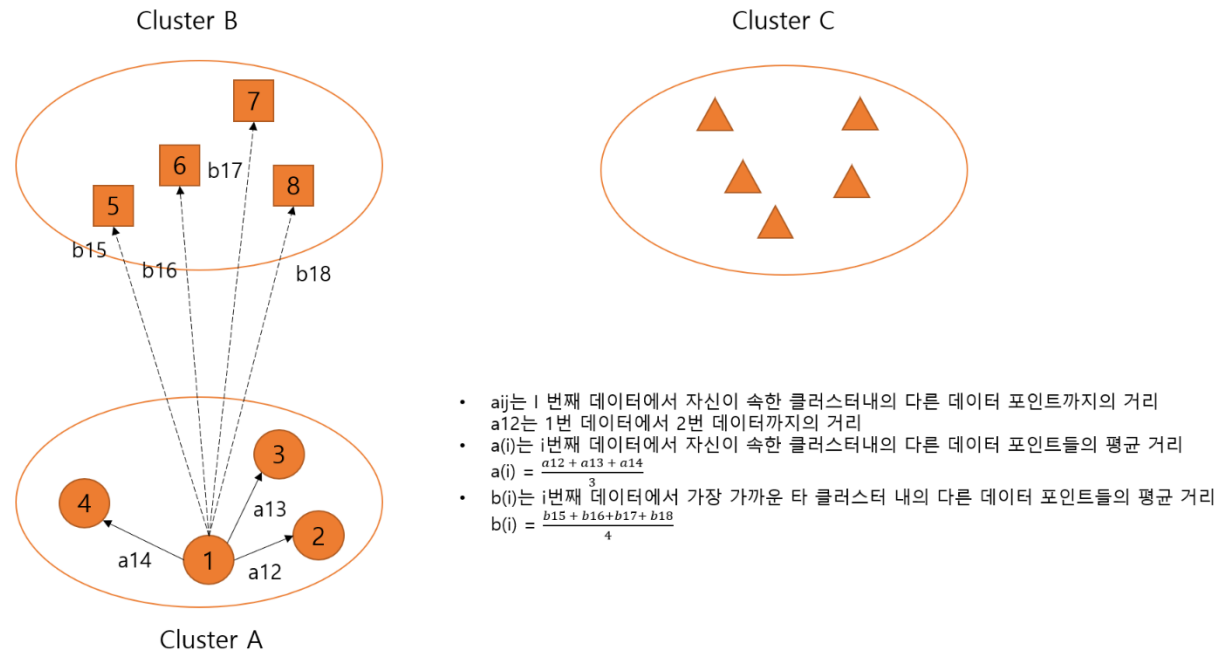 Cluster B
Cluster C
7
6
b17
8
5
b15
b16
b18
3
4
a13
2
a14
1
a12
Cluster A
• aij는 I 번째 데이터에서 자신이 속한 클러스터내의 다른 데이터 포인트까지의 거리
a12는 1번 데이터에서 2번 데이터까지의 거리
• a(i)는 i번째 데이터에서 자신이 속한 클러스터내의 다른 데이터 포인트들의 평균 거리
a(i) = (a12 + a13 + a14)/3
• b(i)는 i번째 데이터에서 가장 가까운 타 클러스터 내의 다른 데이터 포인트들의 평균 거리
b(i) = (b15 + b16+b17+ b18)/4